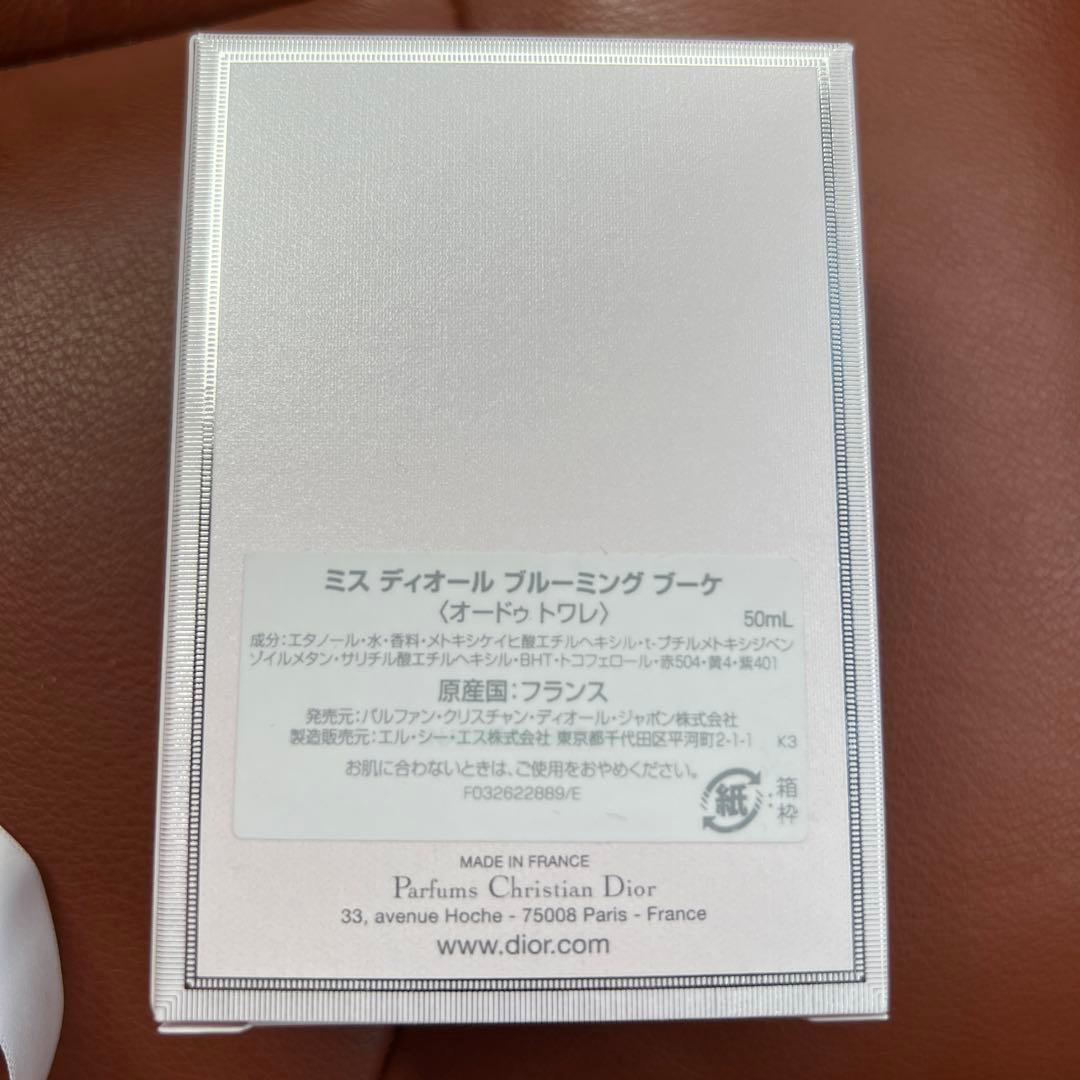 ミス ディオール ブルーミング ブーケ
〈オードゥ トワレ〉
50mL
成分：エタノール・水・香料・メトキシケイヒ酸エチルヘキシル・t-ブチルメトキシジベン
ゾイルメタン・サリチル酸エチルヘキシル・BHT・トコフェロール・赤504・黄4・紫401
原産国：フランス
発売元：パルファン・クリスチャン・ディオール・ジャポン株式会社
製造販売元：エル・シー・エス株式会社 東京都千代田区平河町2-1-1 K3
お肌に合わないときは、ご使用をおやめください。
F032622889/E
紙：箱
枠
MADE IN FRANCE
Parfums Christian Dior
33, avenue Hoche - 75008 Paris - France
www.dior.com